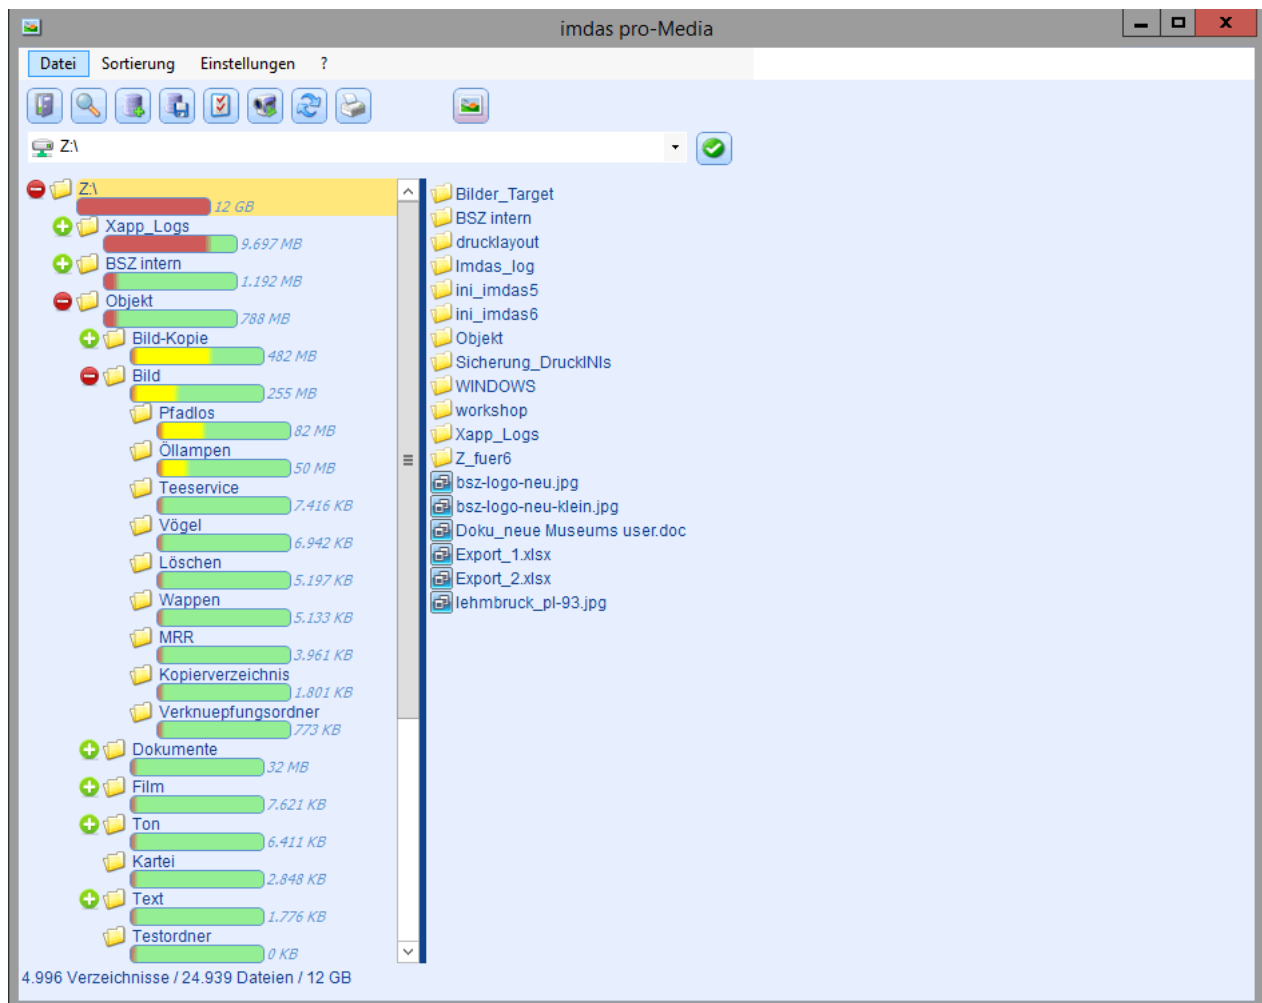 imdas pro-Media
Datei Sortierung Einstellungen ?
Z:\
Z:\
12 GB
Xapp_Logs
9.697 MB
BSZ intern
1.192 MB
Objekt
788 MB
Bild-Kopie
482 MB
Bild
255 MB
Pfadlos
82 MB
Öllampen
50 MB
Teeservice
7.416 KB
Vögel
6.942 KB
Löschen
5.197 KB
Wappen
5.133 KB
MRR
3.961 KB
Kopierverzeichnis
1.801 KB
Verknuepfungsordner
773 KB
Dokumente
32 MB
Film
7.621 KB
Ton
6.411 KB
Kartei
2.848 KB
Text
1.776 KB
Testordner
0 KB
Bilder_Target
BSZ intern
drucklayout
Imdas_log
ini_imdas5
ini_imdas6
Objekt
Sicherung_DruckINIs
WINDOWS
workshop
Xapp_Logs
Z_fuer6
bsz-logo-neu.jpg
bsz-logo-neu-klein.jpg
Doku_neue Museums user.doc
Export_1.xlsx
Export_2.xlsx
lehmbruck_pl-93.jpg
4.996 Verzeichnisse / 24.939 Dateien / 12 GB